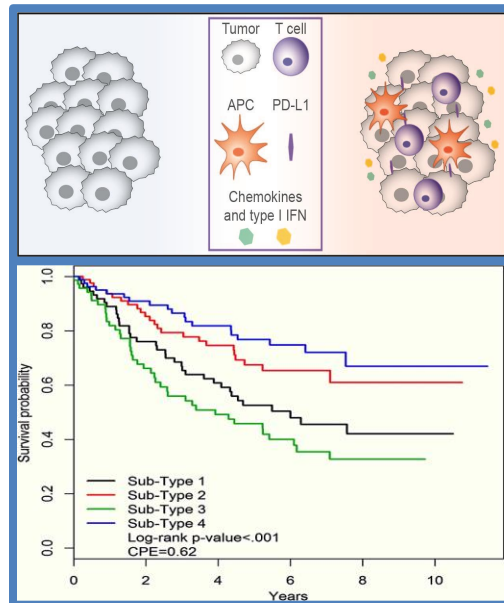 Tumor T cell
APC PD-L1
Chemokines
and type I IFN
Survival probability
1.0
0.8
0.6
0.4
0.2
0.0
Sub-Type 1
Sub-Type 2
Sub-Type 3
Sub-Type 4
Log-rank p-value<.001
CPE=0.62
0 2 4 6 8 10
Years